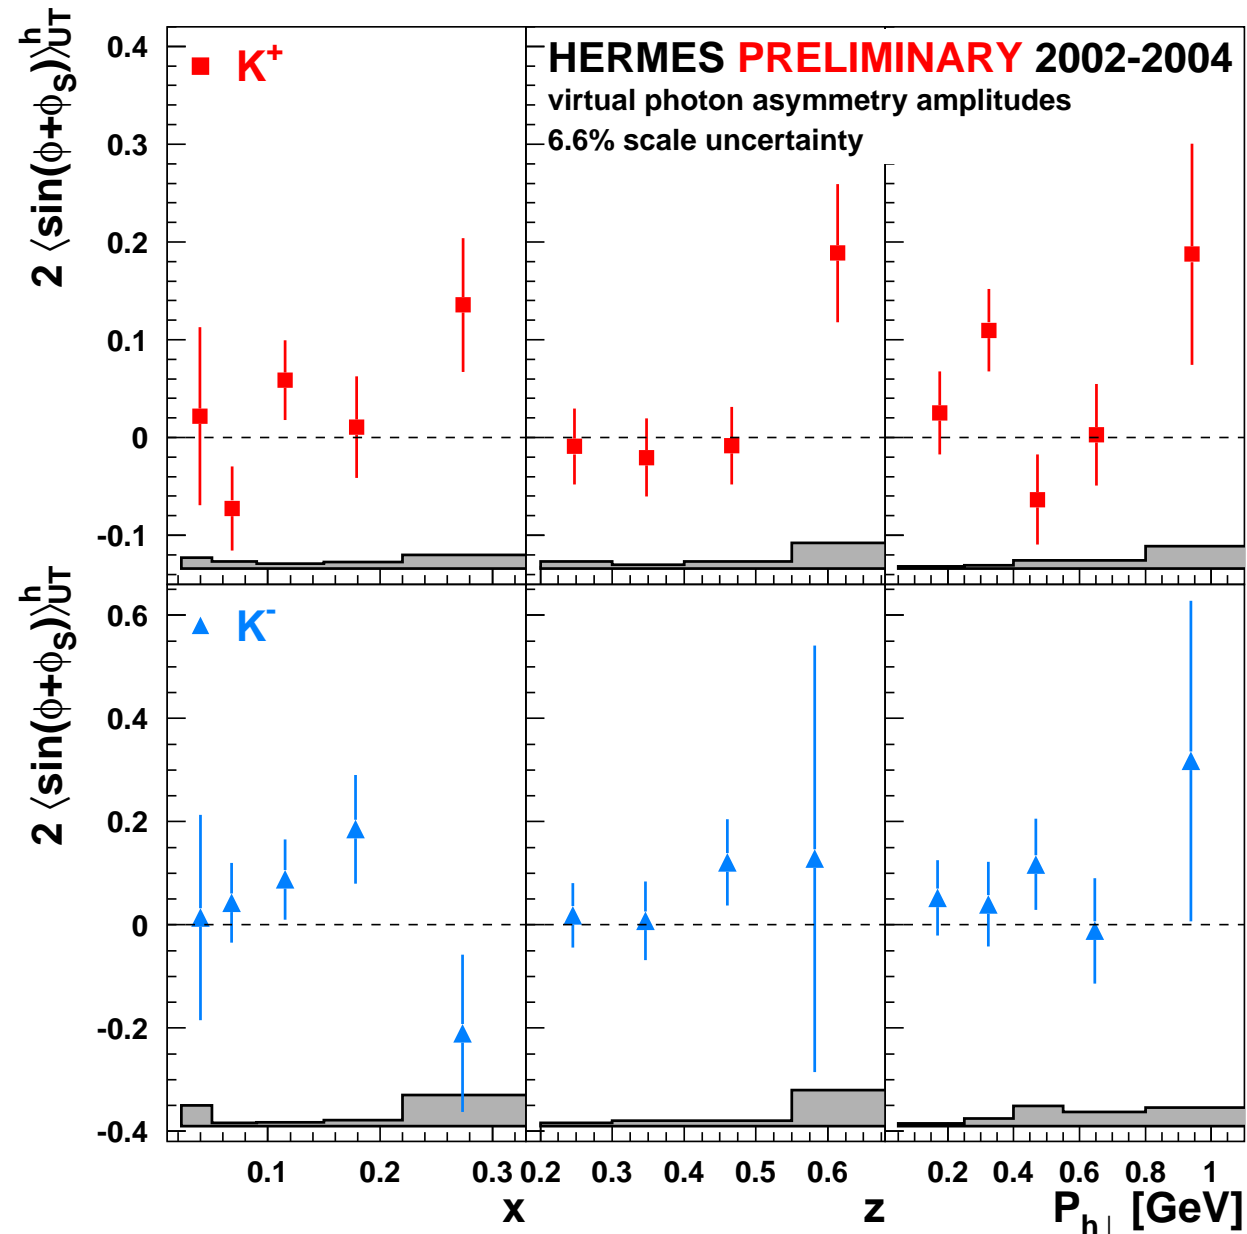 2 ⟨sin(ϕ+ϕS)⟩hUT
0.4
0.3
0.2
0.1
0
-0.1
K+
HERMES PRELIMINARY 2002-2004
virtual photon asymmetry amplitudes
6.6% scale uncertainty
2 ⟨sin(ϕ+ϕS)⟩hUT
0.6
0.4
0.2
0
-0.2
-0.4
K-
0.1 0.2 0.3
0.2 0.3 0.4 0.5 0.6
0.2 0.4 0.6 0.8 1
x
z
Ph⊥ [GeV]